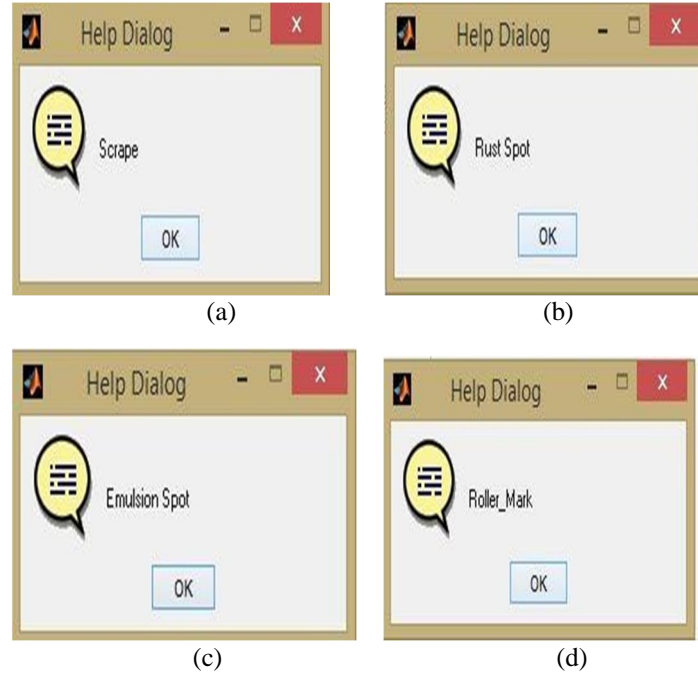 Help Dialog
Scrape
OK
(a)
Help Dialog
Rust Spot
OK
(b)
Help Dialog
Emulsion Spot
OK
(c)
Help Dialog
Roller_Mark
OK
(d)